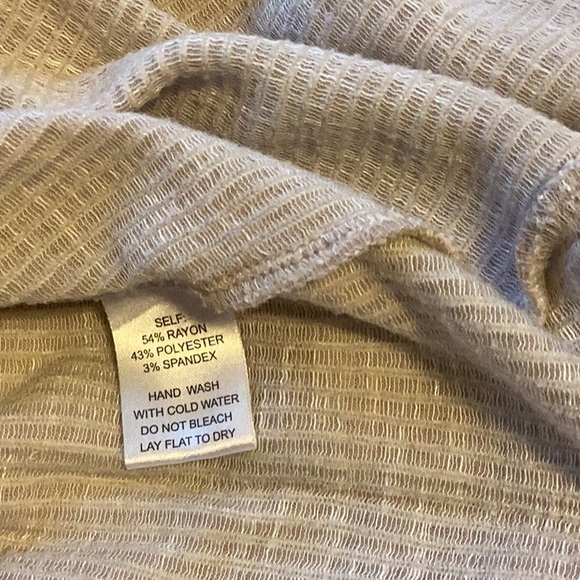 SELF:
54% RAYON
43% POLYESTER
3% SPANDEX
HAND WASH
WITH COLD WATER
DO NOT BLEACH
LAY FLAT TO DRY